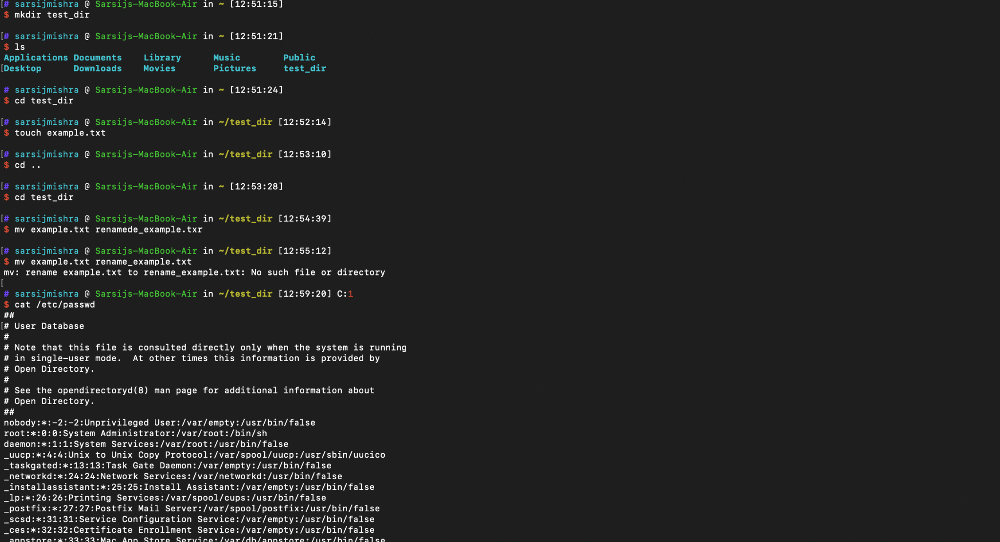 [# sarsijmishra @ Sarsijs-MacBook-Air in ~ [12:51:15]
$ mkdir test_dir
[# sarsijmishra @ Sarsijs-MacBook-Air in ~ [12:51:21]
$ ls
Applications Documents    Library      Music        Public
[Desktop      Downloads    Movies       Pictures     test_dir
# sarsijmishra @ Sarsijs-MacBook-Air in ~ [12:51:24]
$ cd test_dir
[# sarsijmishra @ Sarsijs-MacBook-Air in ~/test_dir [12:52:14]
$ touch example.txt
[# sarsijmishra @ Sarsijs-MacBook-Air in ~/test_dir [12:53:10]
$ cd ..
[# sarsijmishra @ Sarsijs-MacBook-Air in ~ [12:53:28]
$ cd test_dir
[# sarsijmishra @ Sarsijs-MacBook-Air in ~/test_dir [12:54:39]
$ mv example.txt renamede_example.txr
[# sarsijmishra @ Sarsijs-MacBook-Air in ~/test_dir [12:55:12]
$ mv example.txt rename_example.txt
mv: rename example.txt to rename_example.txt: No such file or directory
[
# sarsijmishra @ Sarsijs-MacBook-Air in ~/test_dir [12:59:20] C:1
$ cat /etc/passwd
##
[# User Database
#
# Note that this file is consulted directly only when the system is running
# in single-user mode.  At other times this information is provided by
# Open Directory.
#
# See the opendirectoryd(8) man page for additional information about
# Open Directory.
##
nobody:*:-2:-2:Unprivileged User:/var/empty:/usr/bin/false
root:*:0:0:System Administrator:/var/root:/bin/sh
daemon:*:1:1:System Services:/var/root:/usr/bin/false
_uucp:*:4:4:Unix to Unix Copy Protocol:/var/spool/uucp:/usr/sbin/uucico
_taskgated:*:13:13:Task Gate Daemon:/var/empty:/usr/bin/false
_networkd:*:24:24:Network Services:/var/networkd:/usr/bin/false
_installassistant:*:25:25:Install Assistant:/var/empty:/usr/bin/false
_lp:*:26:26:Printing Services:/var/spool/cups:/usr/bin/false
_postfix:*:27:27:Postfix Mail Server:/var/spool/postfix:/usr/bin/false
_scsd:*:31:31:Service Configuration Service:/var/empty:/usr/bin/false
_ces:*:32:32:Certificate Enrollment Service:/var/empty:/usr/bin/false
_appstore:*:33:33:Mac App Store Service:/var/db/appstore:/usr/bin/false